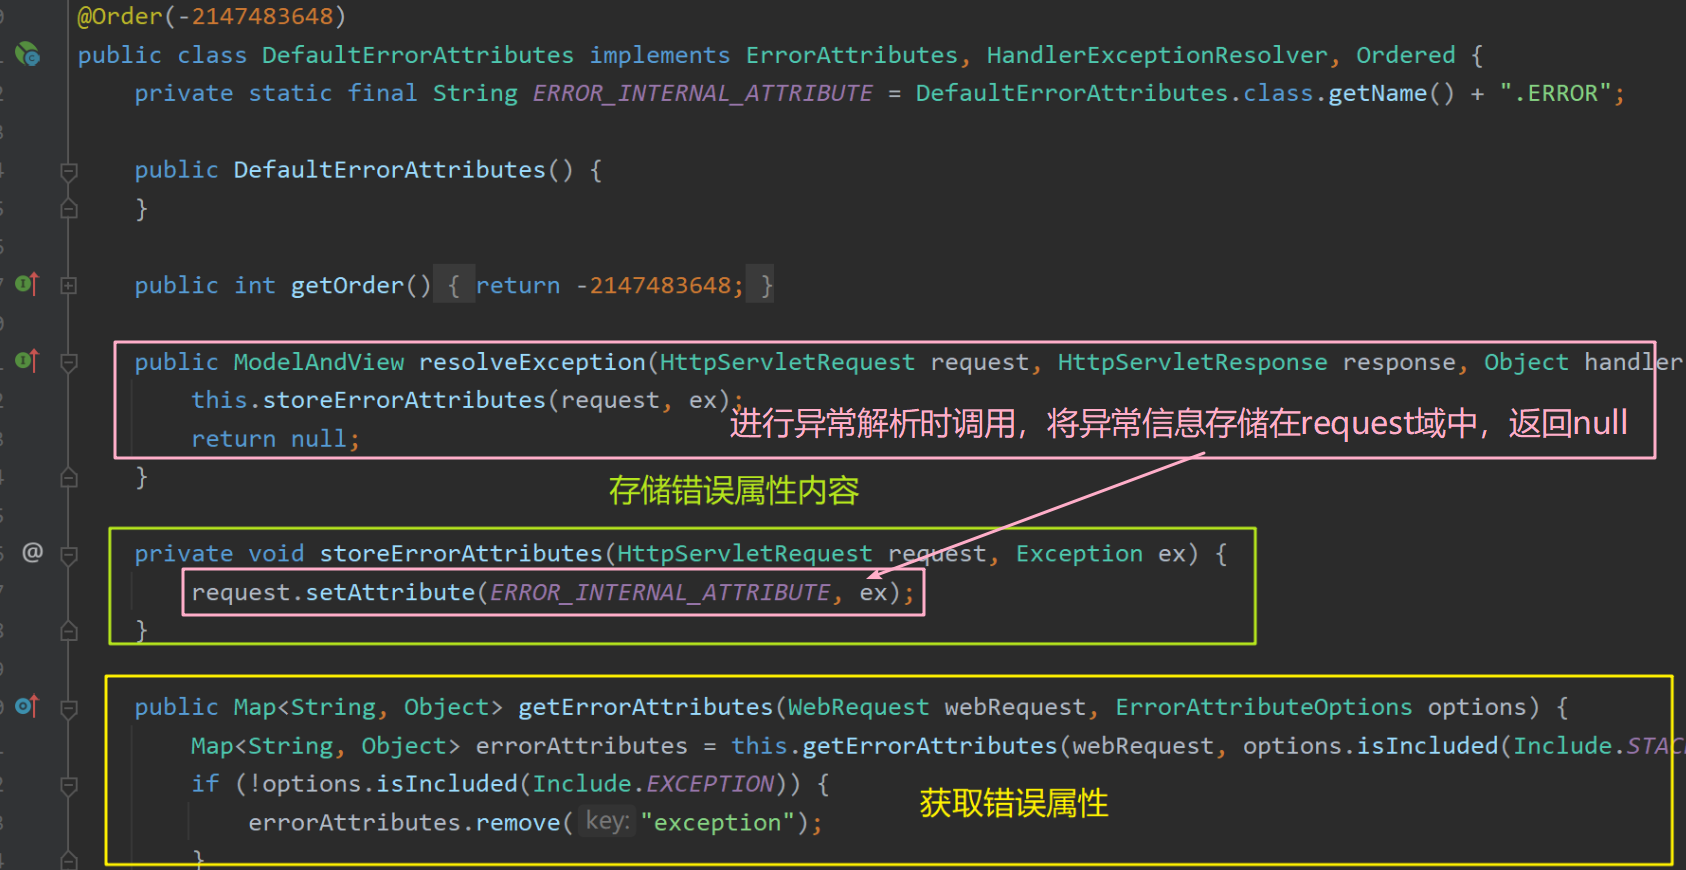 @Order(-2147483648)
public class DefaultErrorAttributes implements ErrorAttributes, HandlerExceptionResolver, Ordered {
private static final String ERROR_INTERNAL_ATTRIBUTE = DefaultErrorAttributes.class.getName() + ".ERROR";
public DefaultErrorAttributes() {
}
public int getOrder() { return -2147483648; }
public ModelAndView resolveException(HttpServletRequest request, HttpServletResponse response, Object handler
this.storeErrorAttributes(request, ex);
进行异常解析时调用，将异常信息存储在request域中，返回null
return null;
}
存储错误属性内容
private void storeErrorAttributes(HttpServletRequest request, Exception ex) {
request.setAttribute(ERROR_INTERNAL_ATTRIBUTE, ex);
}
public Map<String, Object> getErrorAttributes(WebRequest webRequest, ErrorAttributeOptions options) {
Map<String, Object> errorAttributes = this.getErrorAttributes(webRequest, options.isIncluded(Include.STAC
if (!options.isIncluded(Include.EXCEPTION)) {
获取错误属性
errorAttributes.remove( key: "exception");
}